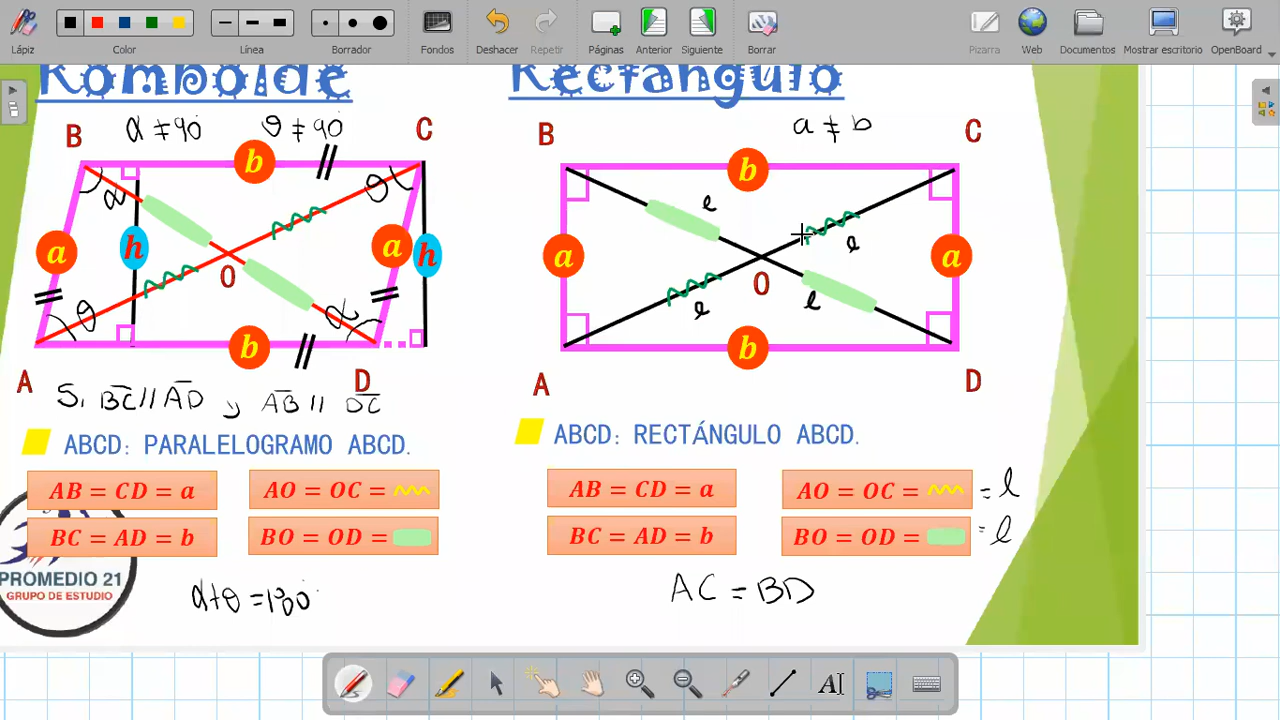 Lápiz
Color
Línea
Borrador
Fondos
Deshacer
Repetir
Páginas
Anterior
Siguiente
Borrar
Pizarra
Web
Documentos
Mostrar escritorio
OpenBoard
Romboide
α ≠ 90°
θ ≠ 90°
B
C
b
α
θ
a
h
a
h
O
θ
α
b
A
D
Si BC // AD y AB // DC
ABCD: PARALELOGRAMO ABCD.
AB = CD = a
AO = OC =
BC = AD = b
BO = OD =
PROMEDIO 21
GRUPO DE ESTUDIO
α+θ = 180°
Rectángulo
a ≠ b
B
C
b
l
l
a
a
O
l
l
b
A
D
ABCD: RECTÁNGULO ABCD.
AB = CD = a
AO = OC = = l
BC = AD = b
BO = OD = = l
AC = BD